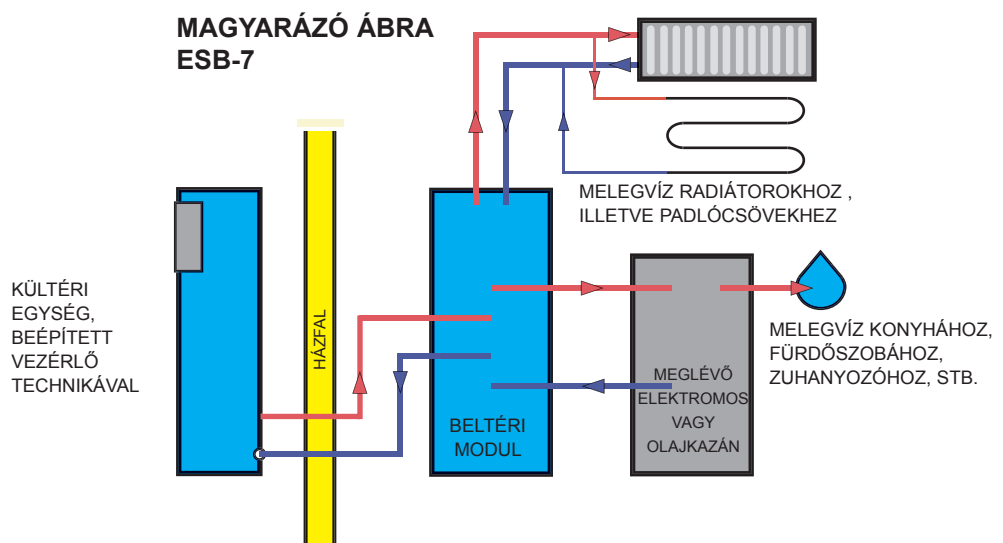 MAGYARÁZÓ ÁBRA
ESB-7
MELEGVÍZ RADIÁTOROKHOZ ,
ILLETVE PADLÓCSÖVEKHEZ
KÜLTÉRI
EGYSÉG,
BEÉPÍTETT
VEZÉRLŐ
TECHNIKÁVAL
HÁZFAL
BELTÉRI
MODUL
MEGLÉVŐ
ELEKTROMOS
VAGY
OLAJKAZÁN
MELEGVÍZ KONYHÁHOZ,
FÜRDŐSZOBÁHOZ,
ZUHANYOZÓHOZ, STB.